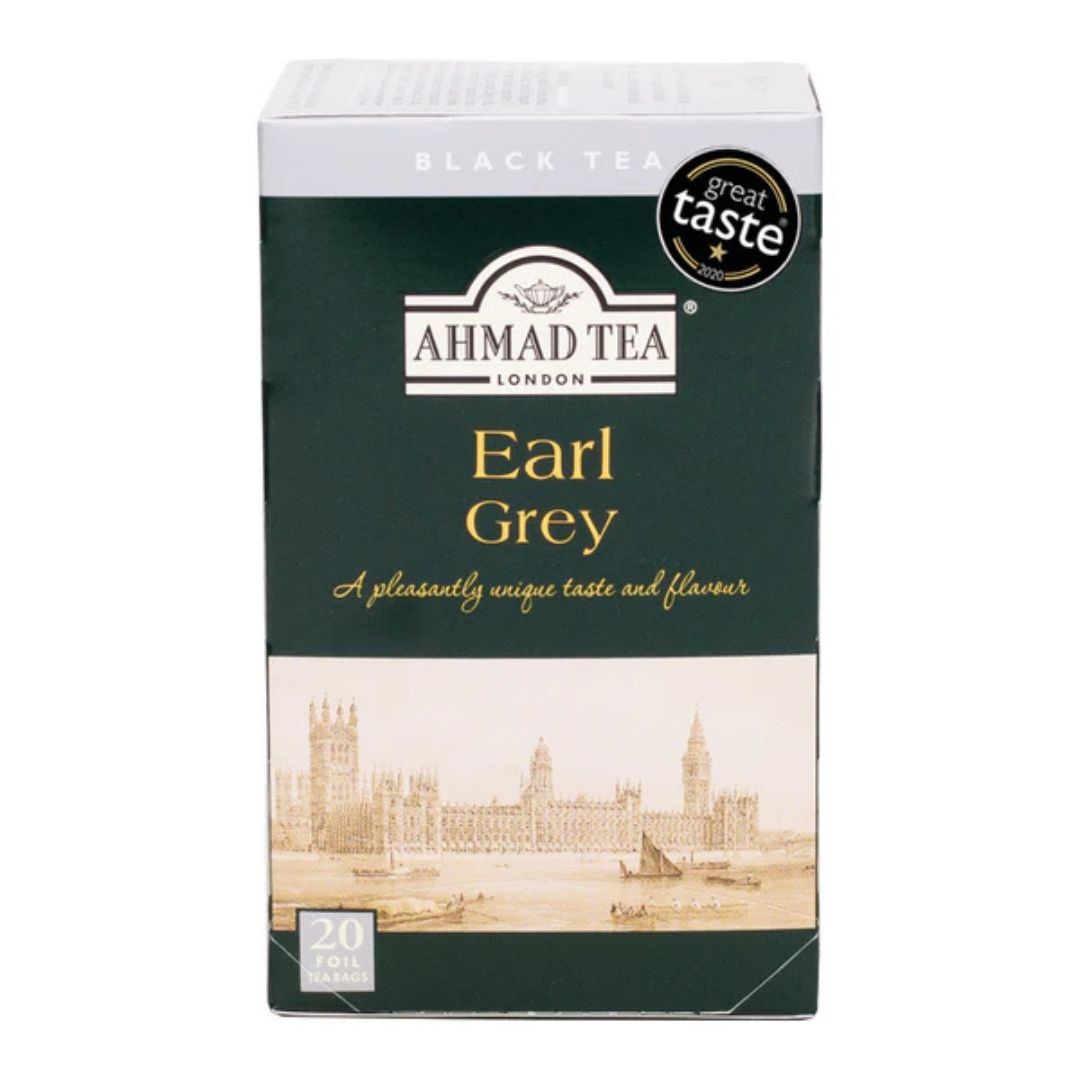 BLACK TEA
great
taste®
2020
AHMAD TEA®
LONDON
Earl
Grey
A pleasantly unique taste and flavour
20
FOIL
TEA BAGS